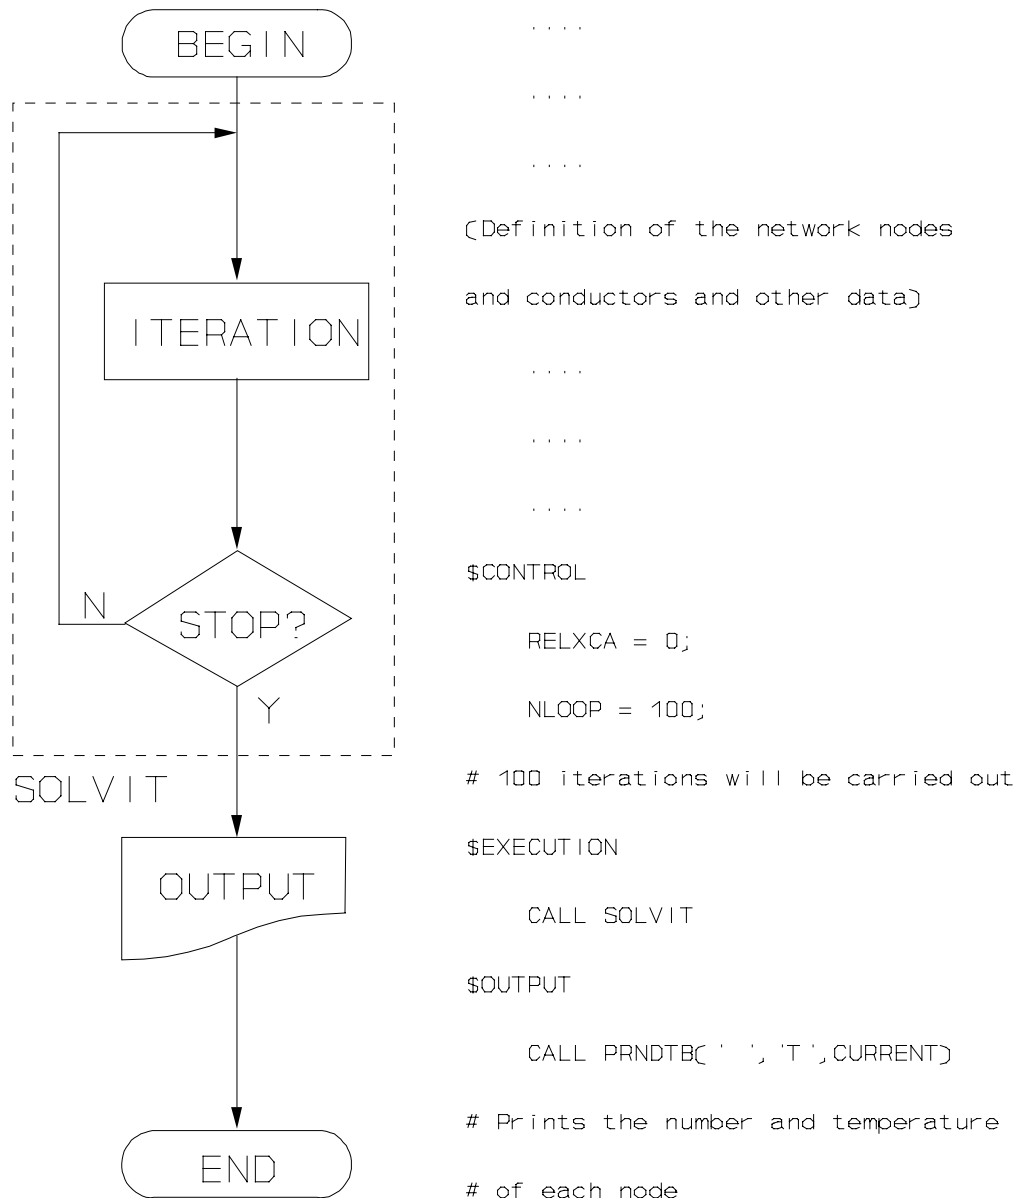 BEGIN
ITERATION
STOP?
N
Y
SOLVIT
OUTPUT
END
....
....
....
(Definition of the network nodes
and conductors and other data)
....
....
....
$CONTROL
RELXCA = 0;
NLOOP = 100;
# 100 iterations will be carried out
$EXECUTION
CALL SOLVIT
$OUTPUT
CALL PRNDTB(' ', 'T', CURRENT)
# Prints the number and temperature
# of each node